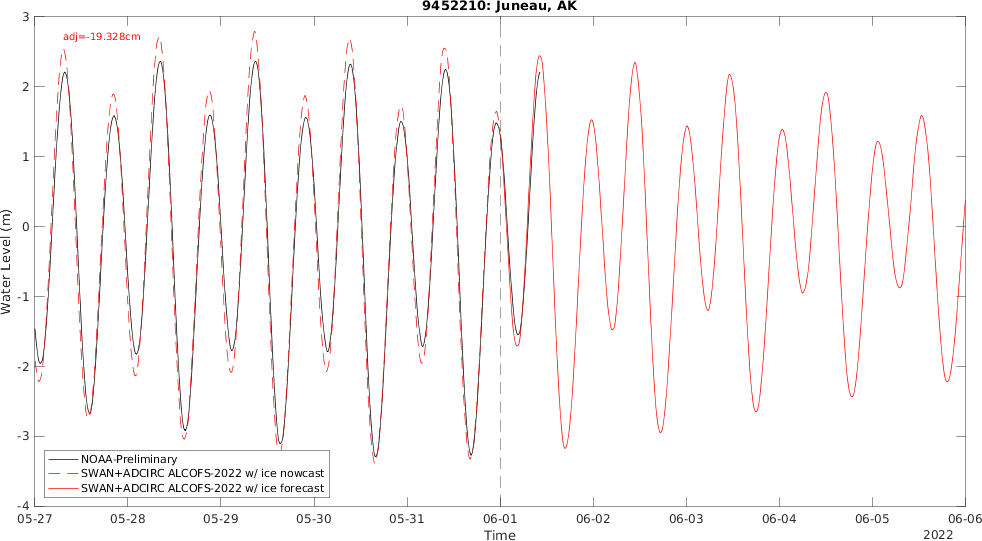 9452210: Juneau, AK
adj=-19.328cm
3
2
1
0
-1
-2
-3
-4
Water Level (m)
NOAA-Preliminary
SWAN+ADCIRC ALCOFS-2022 w/ ice nowcast
SWAN+ADCIRC ALCOFS-2022 w/ ice forecast
05-27 05-28 05-29 05-30 05-31 06-01 06-02 06-03 06-04 06-05 06-06
Time
2022